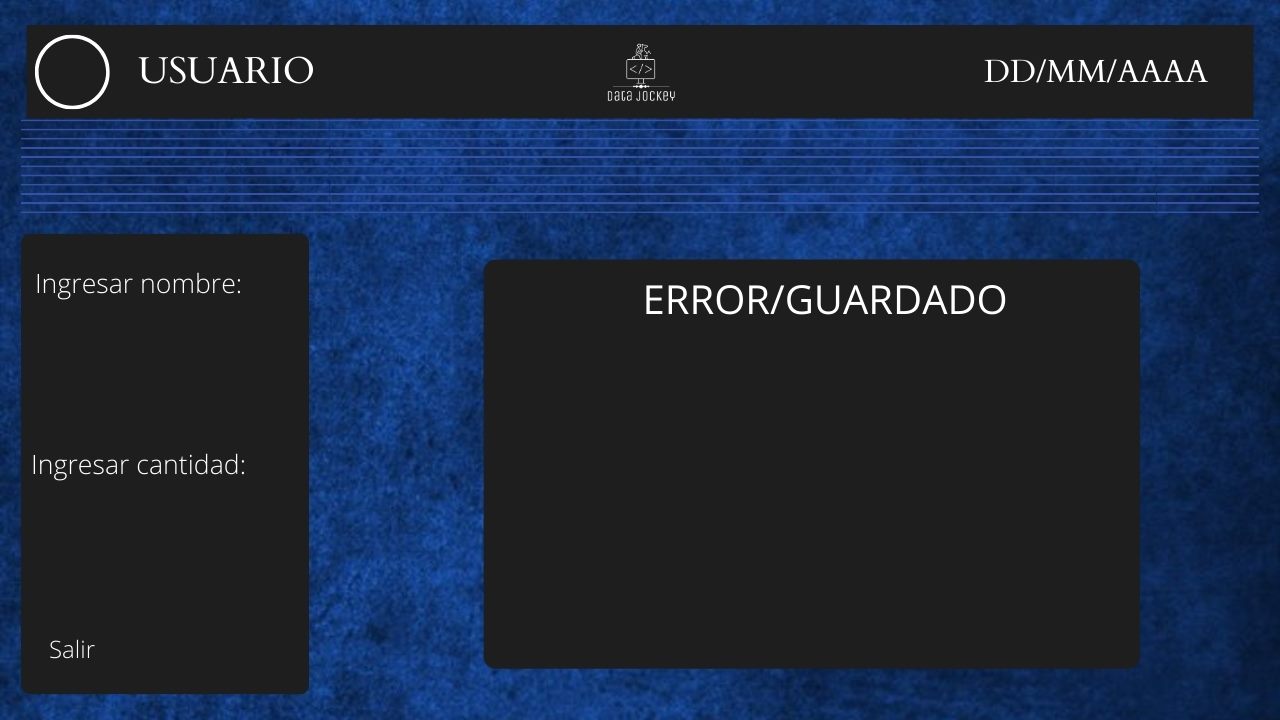 USUARIO
</>
Data Jockey
DD/MM/AAAA
Ingresar nombre:
ERROR/GUARDADO
Ingresar cantidad:
Salir